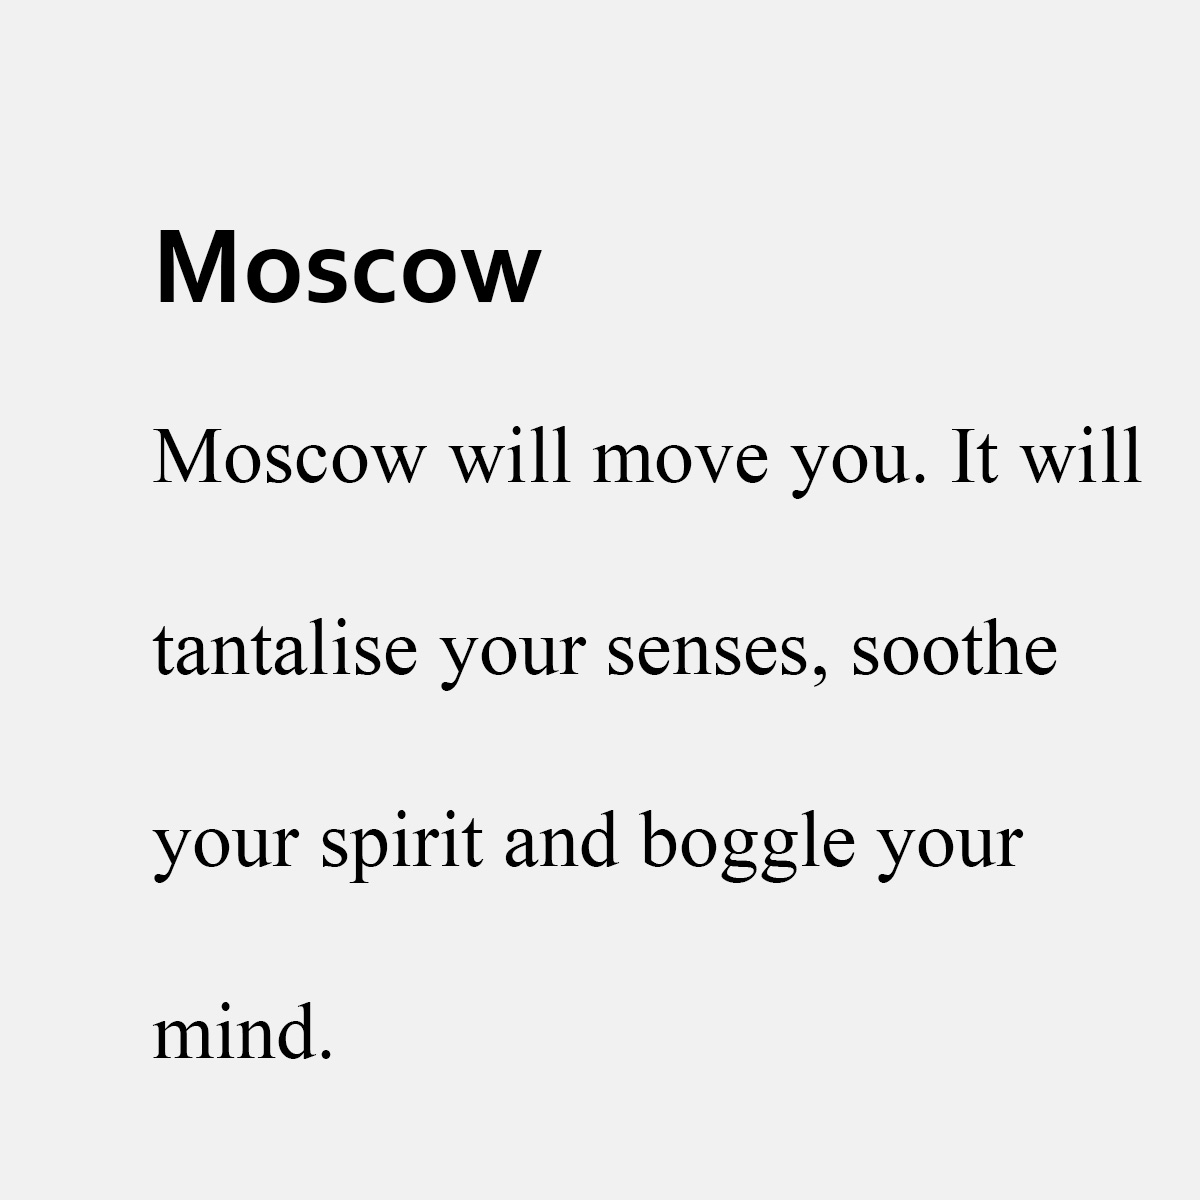 Moscow
Moscow will move you. It will
tantalise your senses, soothe
your spirit and boggle your
mind.